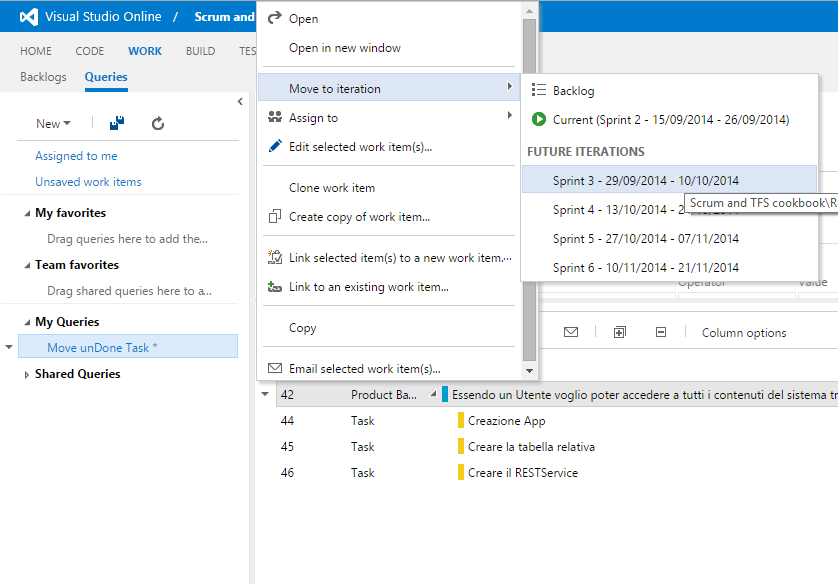 Visual Studio Online / Scrum and
HOME CODE WORK BUILD TES
Backlogs Queries
New
Assigned to me
Unsaved work items
My favorites
Drag queries here to add the...
Team favorites
Drag shared queries here to a...
My Queries
Move unDone Task *
Shared Queries
Open
Open in new window
Move to iteration
Assign to
Edit selected work item(s)...
Clone work item
Create copy of work item...
Link selected item(s) to a new work item...
Link to an existing work item...
Copy
Email selected work item(s)...
Backlog
Current (Sprint 2 - 15/09/2014 - 26/09/2014)
FUTURE ITERATIONS
Sprint 3 - 29/09/2014 - 10/10/2014
Scrum and TFS cookbook\R
Sprint 4 - 13/10/2014 - 2
Sprint 5 - 27/10/2014 - 07/11/2014
Sprint 6 - 10/11/2014 - 21/11/2014
Operator Value
Column options
42 Product Ba... Essendo un Utente voglio poter accedere a tutti i contenuti del sistema tr
44 Task Creazione App
45 Task Creare la tabella relativa
46 Task Creare il RESTService